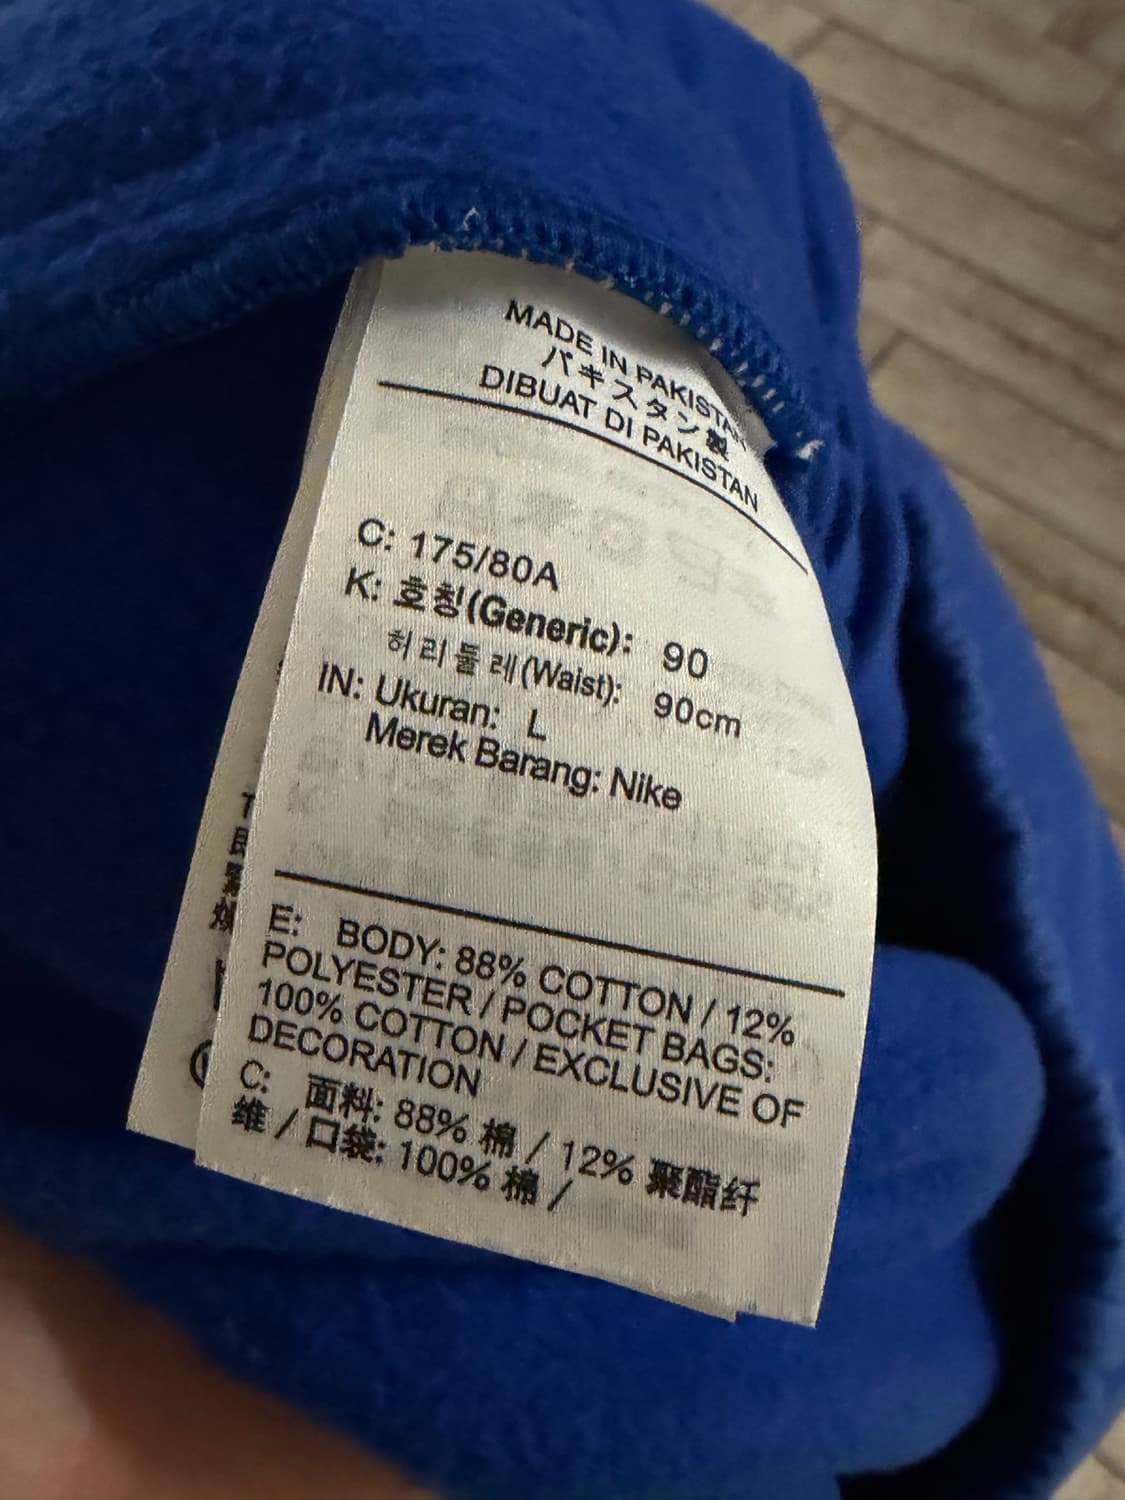 MADE IN PAKISTAN
パキスタン製
DIBUAT DI PAKISTAN
C: 175/80A
K: 호칭(Generic): 90
허리둘레(Waist): 90cm
IN: Ukuran: L
Merek Barang: Nike
E: BODY: 88% COTTON / 12%
POLYESTER / POCKET BAGS:
100% COTTON / EXCLUSIVE OF
DECORATION
C: 面料: 88% 棉 / 12% 聚酯纤
维 / 口袋: 100% 棉 /